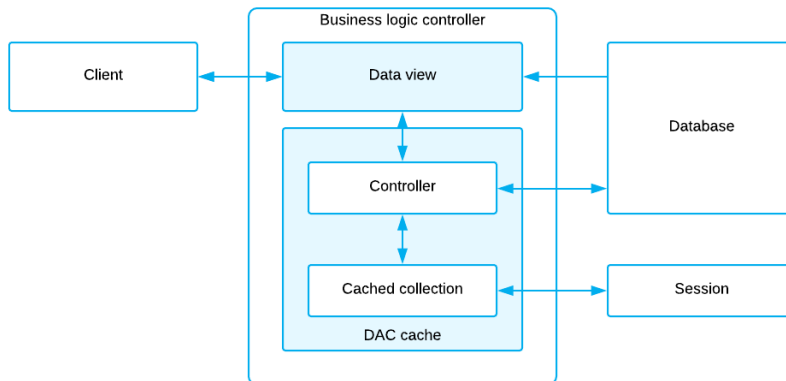 Business logic controller
Client
Data view
Database
Controller
Cached collection
Session
DAC cache